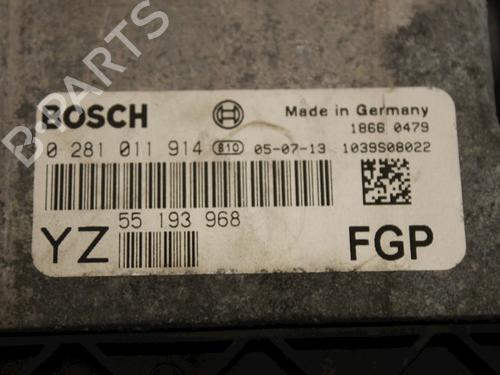 B PARTS
BOSCH
Made in Germany
1866 0479
0 281 011 914 810 05-07-13 1039S08022
55 193 968
YZ
FGP